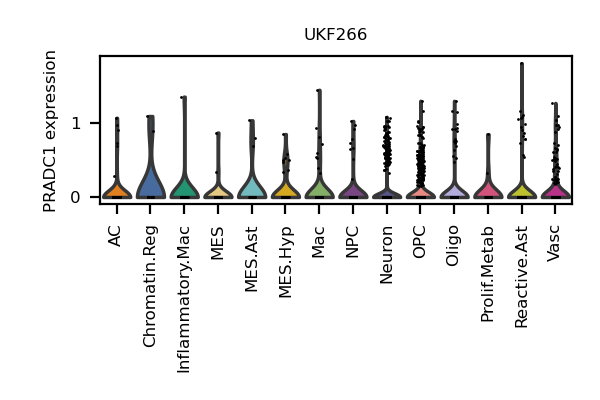 UKF266
PRADC1 expression
1
0
AC
Chromatin.Reg
Inflammatory.Mac
MES
MES.Ast
MES.Hyp
Mac
NPC
Neuron
OPC
Oligo
Prolif.Metab
Reactive.Ast
Vasc